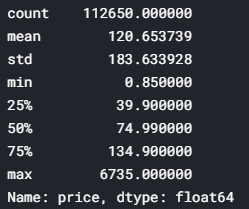 count 112650.000000
mean 120.653739
std 183.633928
min 0.850000
25% 39.900000
50% 74.990000
75% 134.900000
max 6735.000000
Name: price, dtype: float64